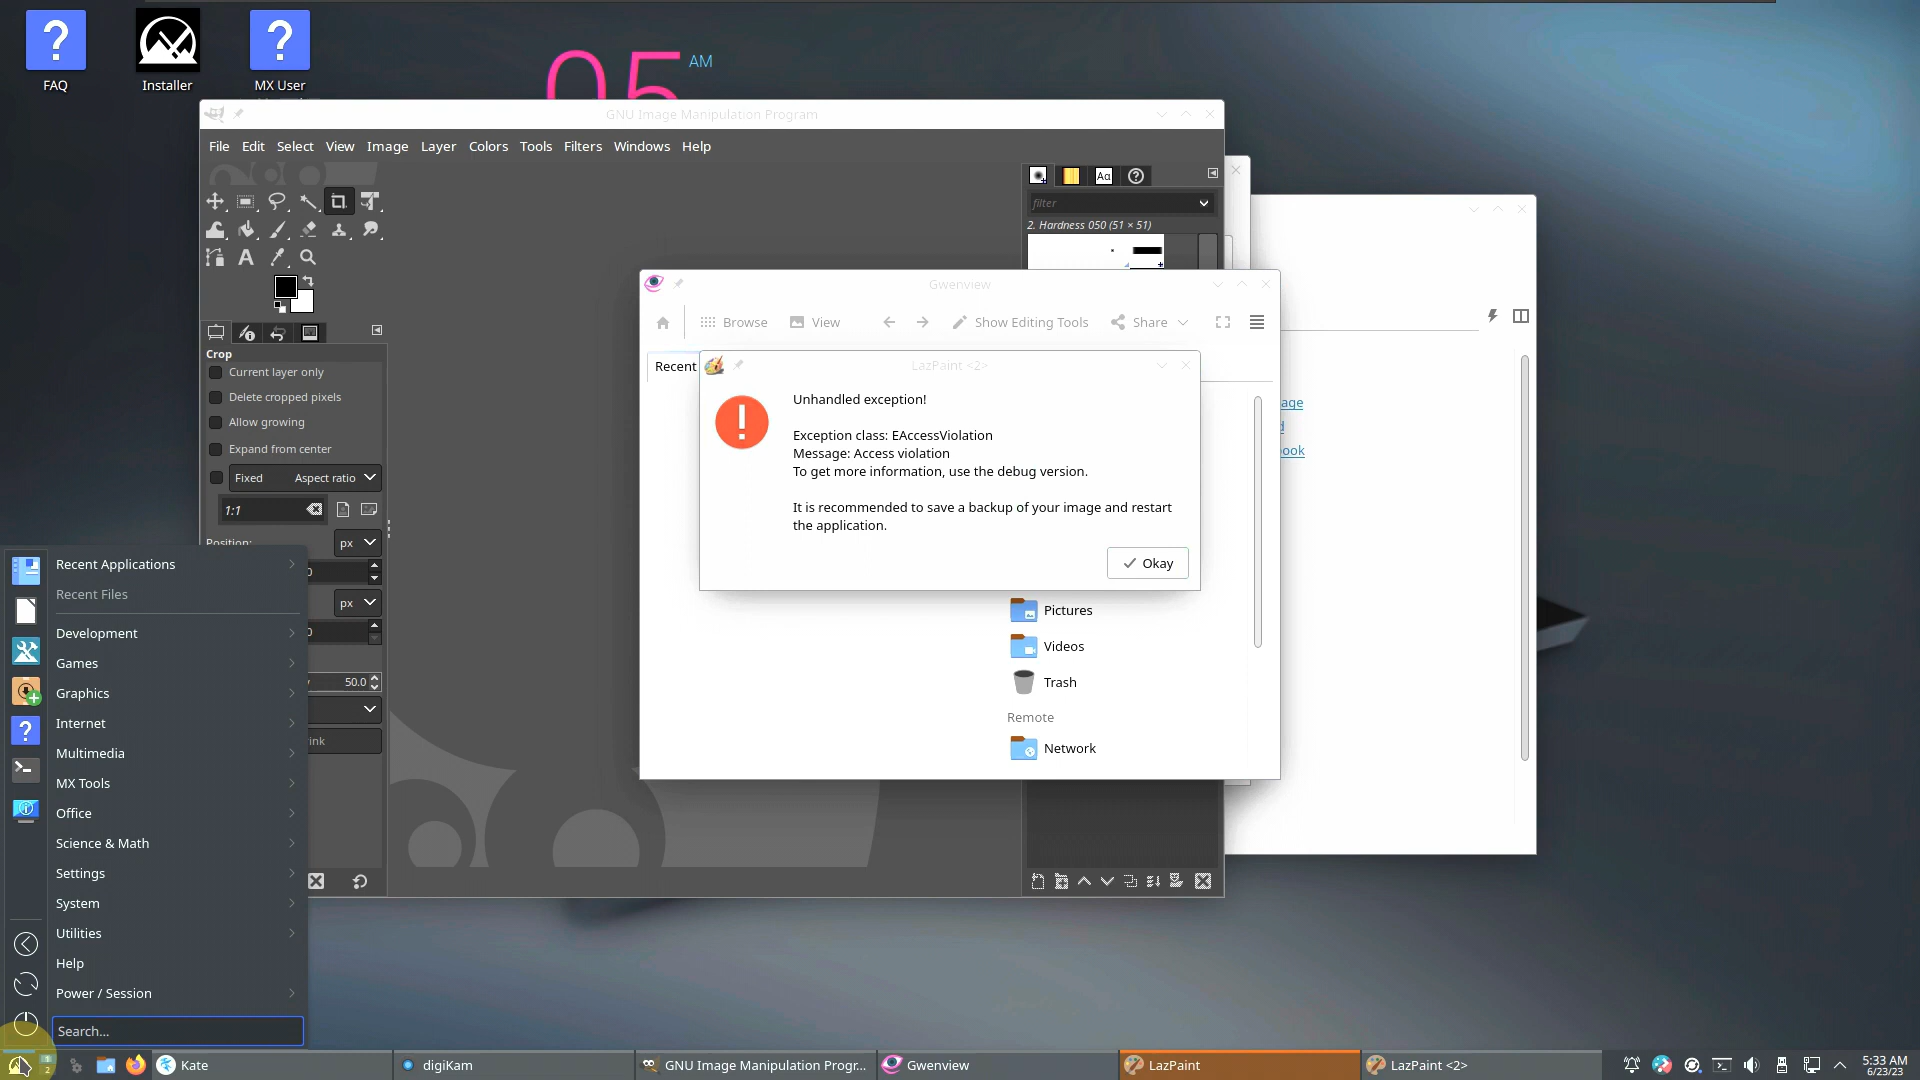 FAQ
Installer
MX User
05 AM
GNU Image Manipulation Program
File Edit Select View Image Layer Colors Tools Filters Windows Help
filter
2. Hardness 050 (51 × 51)
Crop
Current layer only
Delete cropped pixels
Allow growing
Expand from center
Fixed Aspect ratio
1:1
Position:
px
px
50.0
ink
Gwenview
Browse View Show Editing Tools Share
Recent
LazPaint <2>
Unhandled exception!
Exception class: EAccessViolation
Message: Access violation
To get more information, use the debug version.
It is recommended to save a backup of your image and restart
the application.
Okay
Pictures
Videos
Trash
Remote
Network
age
d
ook
Recent Applications
Recent Files
Development
Games
Graphics
Internet
Multimedia
MX Tools
Office
Science & Math
Settings
System
Utilities
Help
Power / Session
Search...
Kate
digiKam
GNU Image Manipulation Progr...
Gwenview
LazPaint
LazPaint <2>
5:33 AM
6/23/23